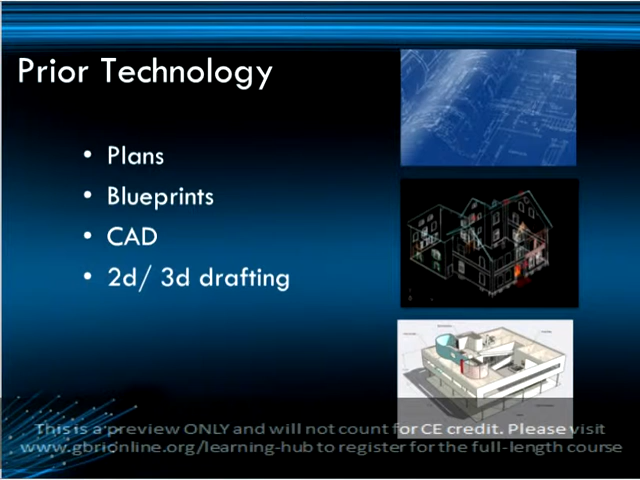 Prior Technology
• Plans
• Blueprints
• CAD
• 2d/ 3d drafting
This is a preview ONLY and will not count for CE credit. Please visit
www.gbrionline.org/learning-hub to register for the full-length course